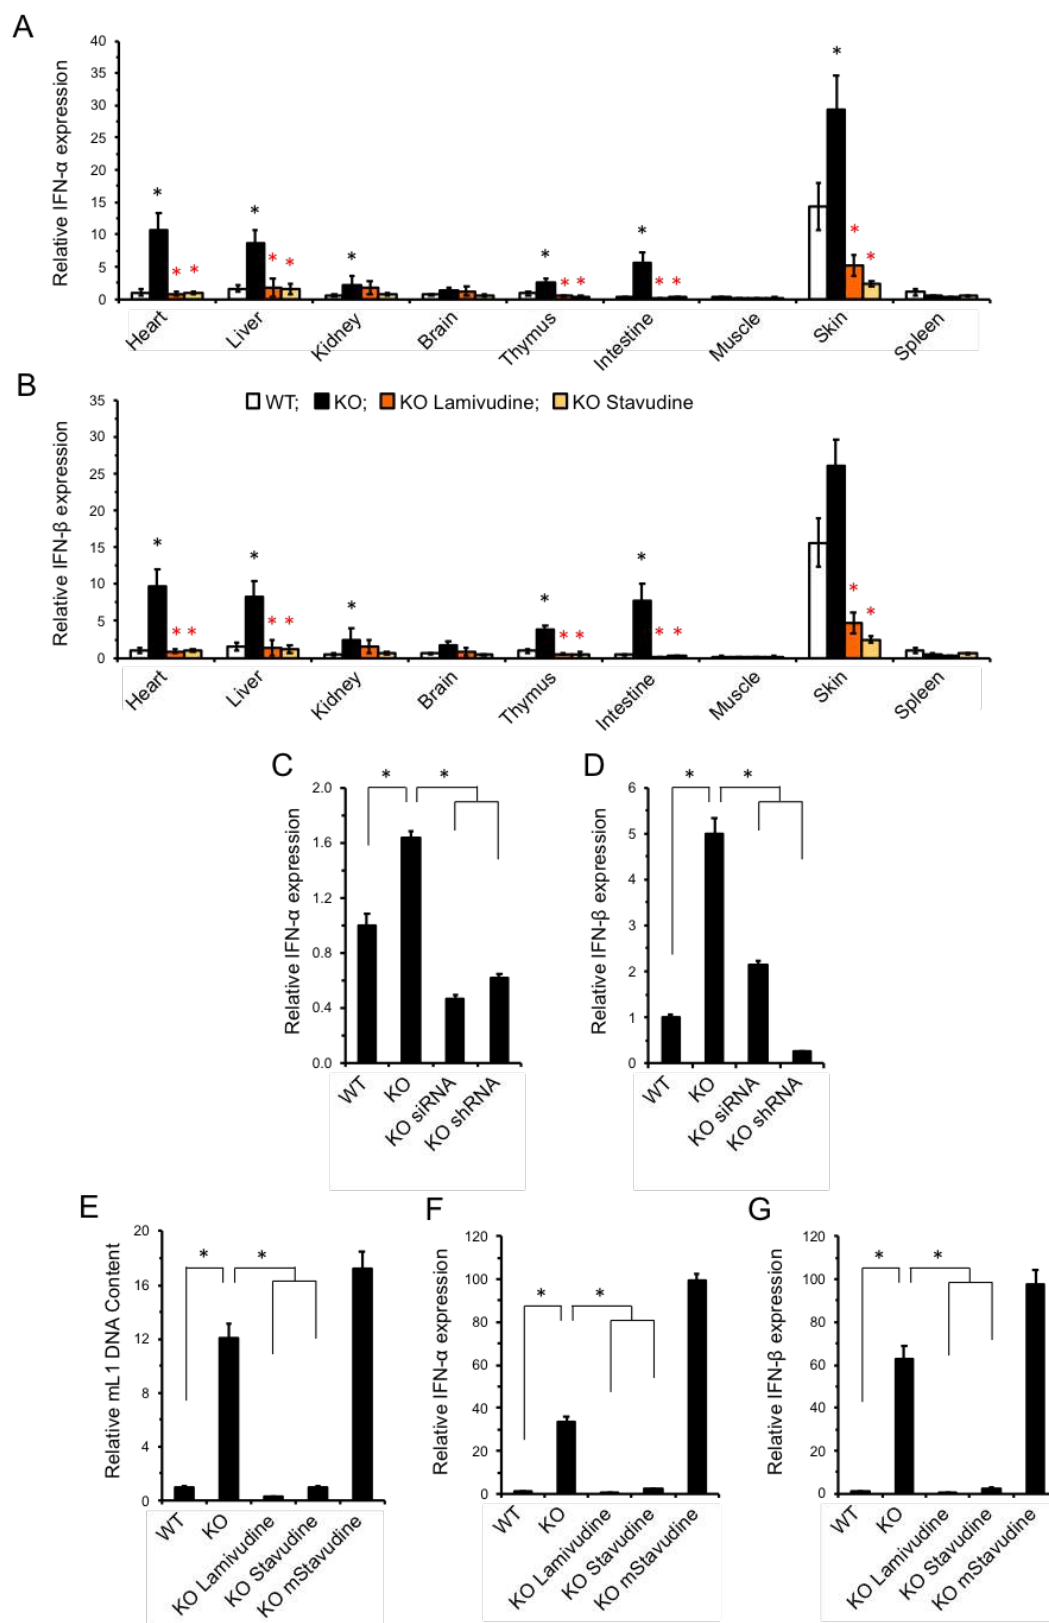 A
Relative IFN-α expression
40
35
30
25
20
15
10
5
0
* * * * * * * * * * * * * * *
Heart
Liver
Kidney
Brain
Thymus
Intestine
Muscle
Skin
Spleen
B
WT; KO; KO Lamivudine; KO Stavudine
Relative IFN-β expression
35
30
25
20
15
10
5
0
* * * * * * * * * * * * * * *
Heart
Liver
Kidney
Brain
Thymus
Intestine
Muscle
Skin
Spleen
C
Relative IFN-α expression
2.0
1.6
1.2
0.8
0.4
0.0
* *
WT
KO
KO siRNA
KO shRNA
D
Relative IFN-β expression
6
5
4
3
2
1
0
* *
WT
KO
KO siRNA
KO shRNA
E
Relative mL1 DNA Content
20
16
12
8
4
0
* *
WT
KO
KO Lamivudine
KO Stavudine
KO mStavudine
F
Relative IFN-α expression
120
100
80
60
40
20
0
* *
WT
KO
KO Lamivudine
KO Stavudine
KO mStavudine
G
Relative IFN-β expression
120
100
80
60
40
20
0
* *
WT
KO
KO Lamivudine
KO Stavudine
KO mStavudine